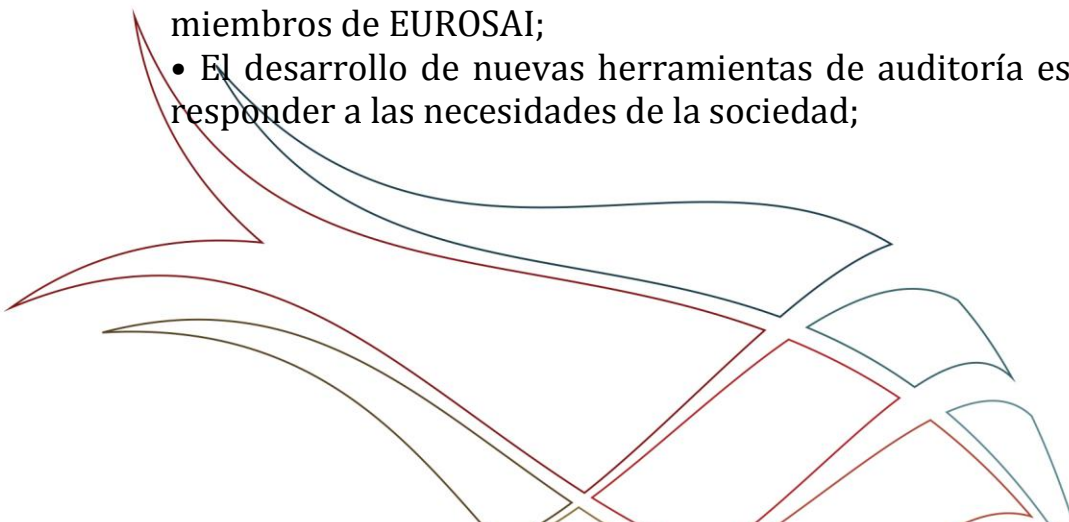 miembros de EUROSAI;
• El desarrollo de nuevas herramientas de auditoría es
responder a las necesidades de la sociedad;